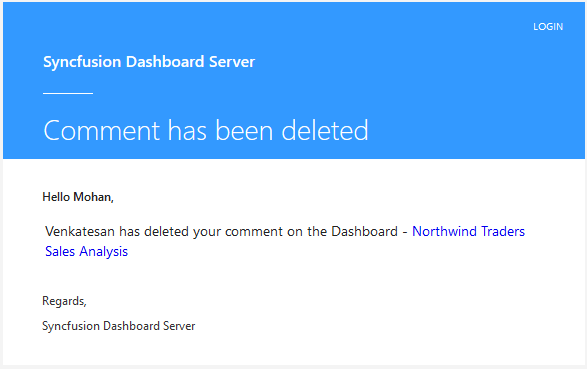 LOGIN
Syncfusion Dashboard Server
Comment has been deleted
Hello Mohan,
Venkatesan has deleted your comment on the Dashboard - Northwind Traders
Sales Analysis
Regards,
Syncfusion Dashboard Server